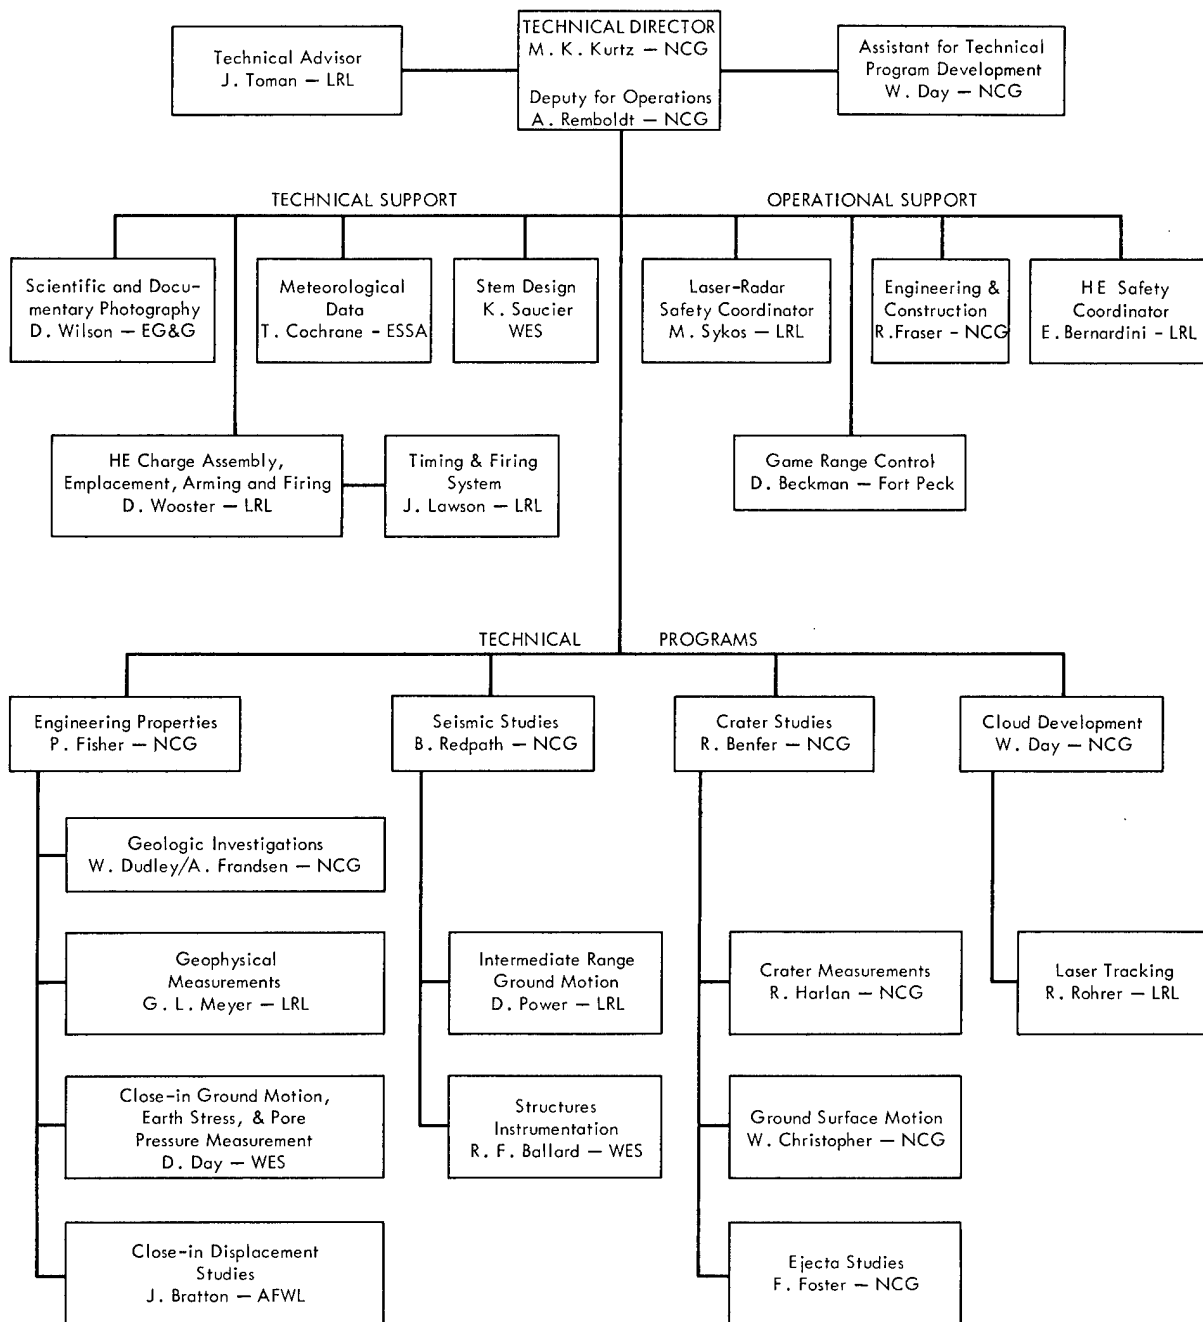 TECHNICAL DIRECTOR
M. K. Kurtz — NCG
Deputy for Operations
A. Remboldt — NCG
Technical Advisor
J. Toman — LRL
Assistant for Technical
Program Development
W. Day — NCG
TECHNICAL SUPPORT
OPERATIONAL SUPPORT
Scientific and Docu-
mentary Photography
D. Wilson — EG&G
Meteorological
Data
T. Cochrane - ESSA
Stem Design
K. Saucier
WES
Laser-Radar
Safety Coordinator
M. Sykos — LRL
Engineering &
Construction
R.Fraser - NCG
HE Safety
Coordinator
E. Bernardini - LRL
HE Charge Assembly,
Emplacement, Arming and Firing
D. Wooster — LRL
Timing & Firing
System
J. Lawson — LRL
Game Range Control
D. Beckman — Fort Peck
TECHNICAL PROGRAMS
Engineering Properties
P. Fisher — NCG
Seismic Studies
B. Redpath — NCG
Crater Studies
R. Benfer — NCG
Cloud Development
W. Day — NCG
Geologic Investigations
W. Dudley/A. Frandsen — NCG
Geophysical
Measurements
G. L. Meyer — LRL
Close-in Ground Motion,
Earth Stress, & Pore
Pressure Measurement
D. Day — WES
Close-in Displacement
Studies
J. Bratton — AFWL
Intermediate Range
Ground Motion
D. Power — LRL
Structures
Instrumentation
R. F. Ballard — WES
Crater Measurements
R. Harlan — NCG
Ground Surface Motion
W. Christopher — NCG
Ejecta Studies
F. Foster — NCG
Laser Tracking
R. Rohrer — LRL